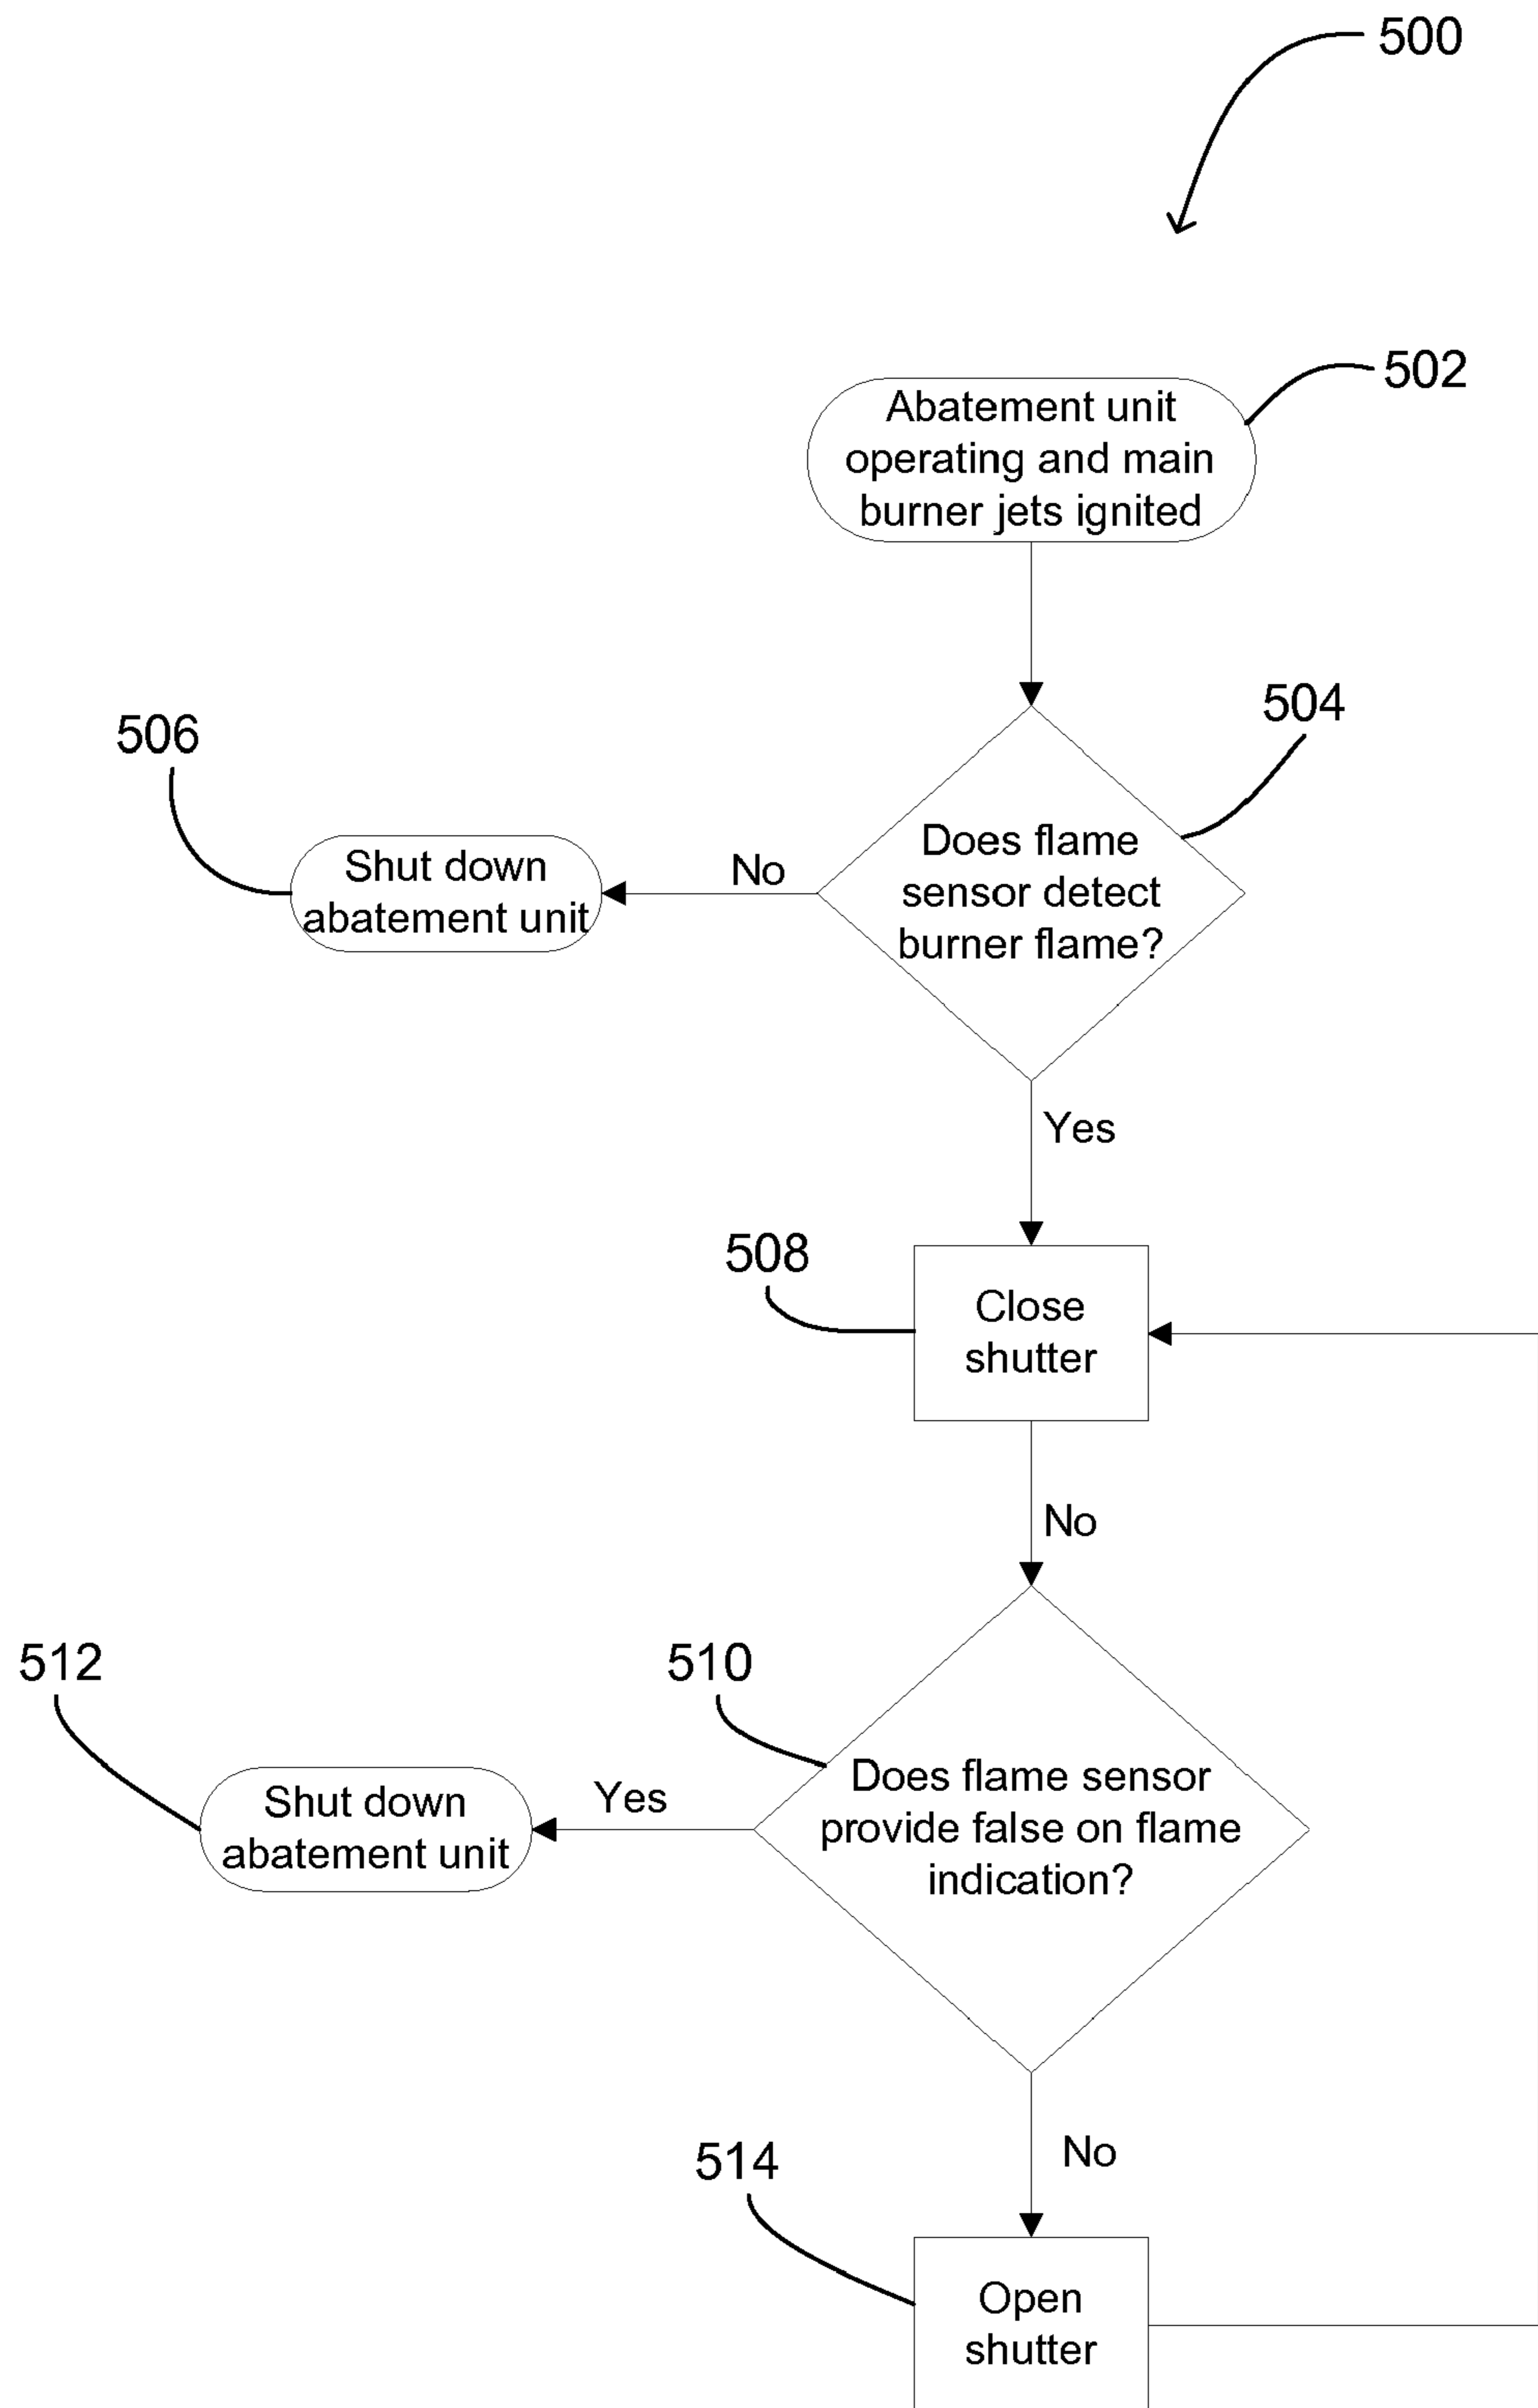 500
502
Abatement unit
operating and main
burner jets ignited
504
506
Does flame
sensor detect
burner flame?
Shut down
abatement unit
No
Yes
508
Close
shutter
No
512
510
Does flame sensor
provide false on flame
indication?
Yes
Shut down
abatement unit
No
514
Open
shutter